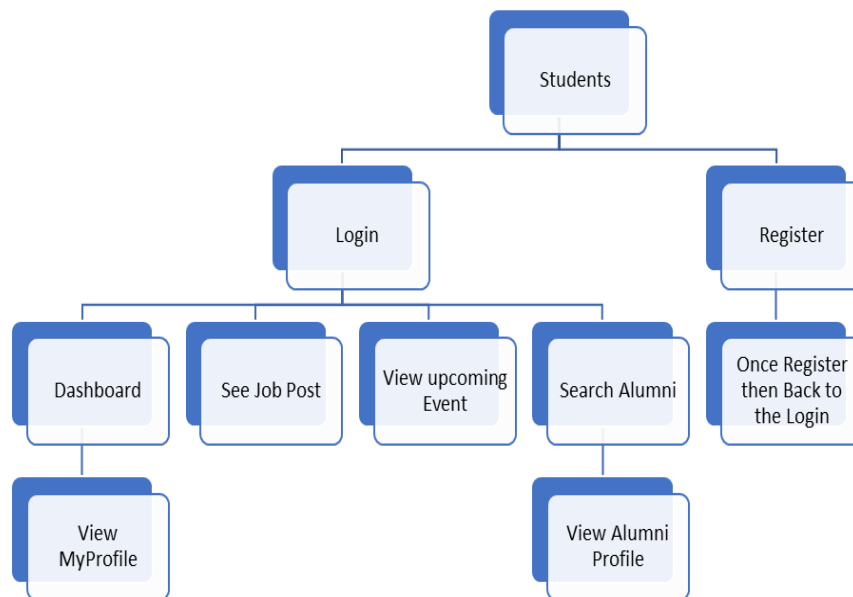 Students
Login
Register
Dashboard
See Job Post
View upcoming
Event
Search Alumni
Once Register
then Back to
the Login
View
MyProfile
View Alumni
Profile